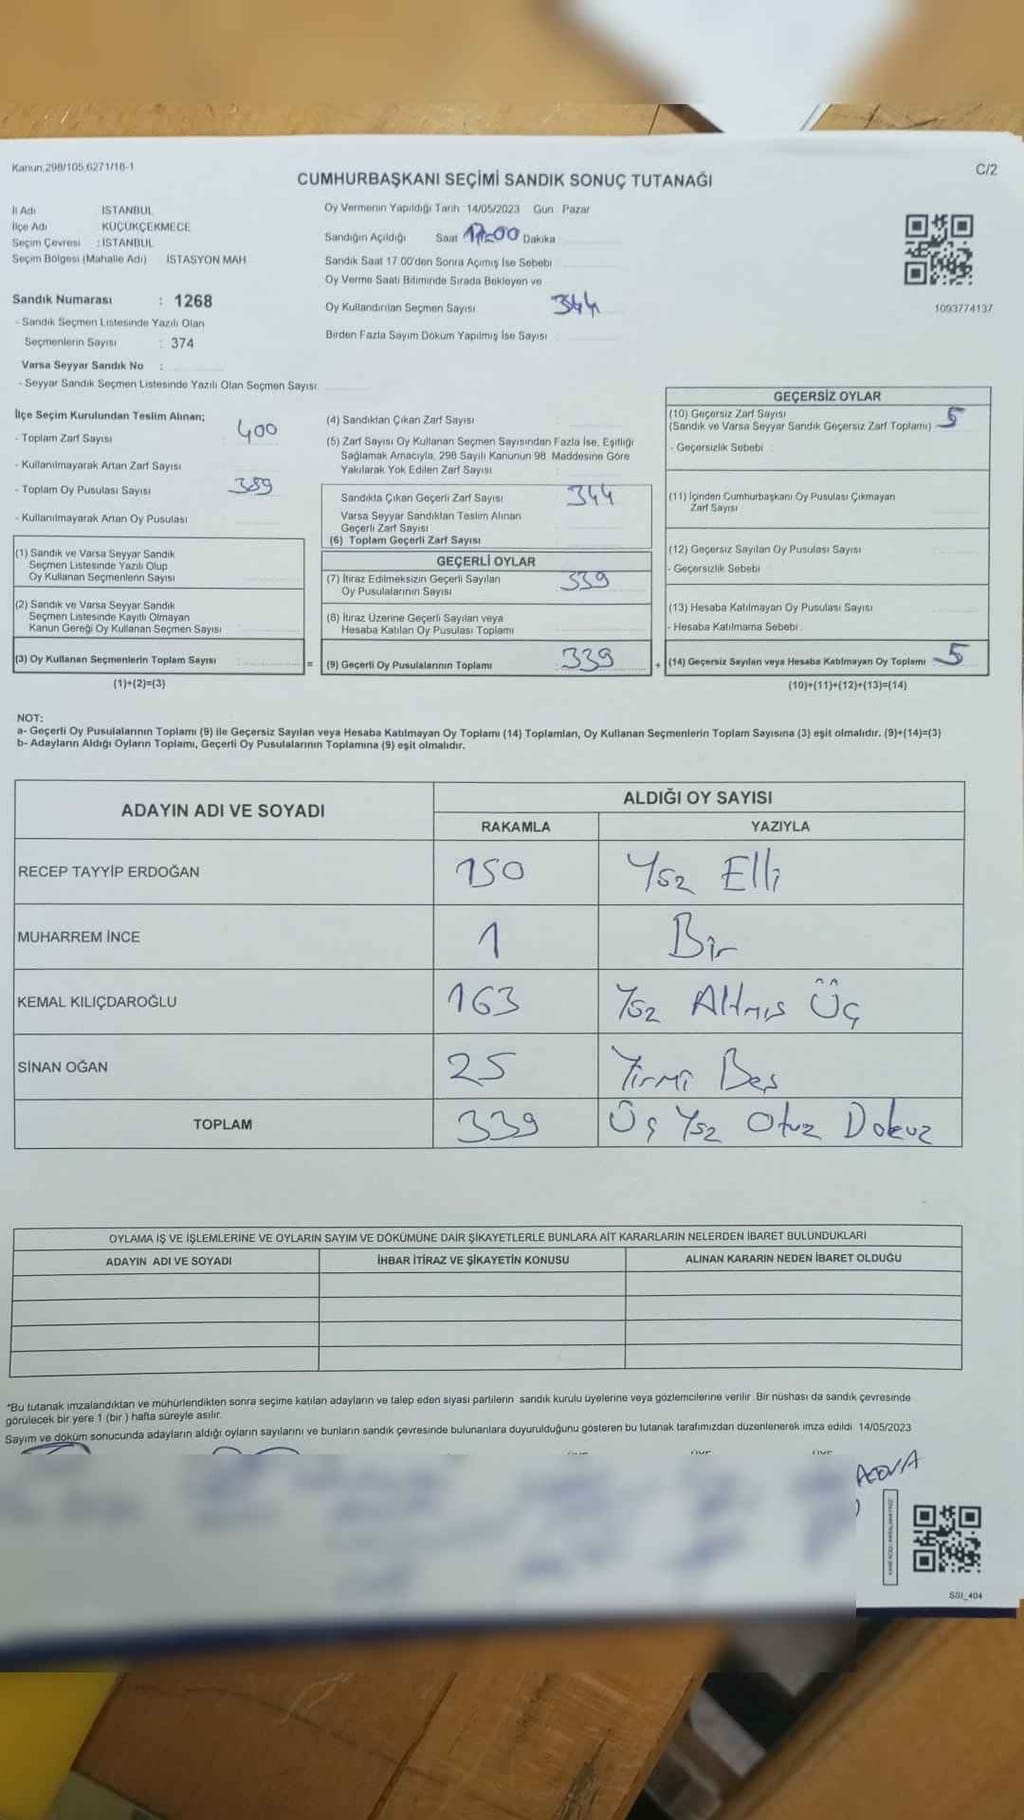 Kanun.298/105,6271/16-1
C/2
CUMHURBAŞKANI SEÇİMİ SANDIK SONUÇ TUTANAĞI
İl Adı İSTANBUL
İlçe Adı KÜÇÜKÇEKMECE
Seçim Çevresi : İSTANBUL
Seçim Bölgesi (Mahalle Adı) İSTASYON MAH
Sandık Numarası : 1268
- Sandık Seçmen Listesinde Yazılı Olan
Seçmenlerin Sayısı : 374
Varsa Seyyar Sandık No :
- Seyyar Sandık Seçmen Listesinde Yazılı Olan Seçmen Sayısı
Oy Vermenin Yapıldığı Tarih : 14/05/2023 Gün Pazar
Sandığın Açıldığı Saat 17:00 Dakika
Sandık Saat 17.00'den Sonra Açılmış İse Sebebi
Oy Verme Saati Bitiminde Sırada Bekleyen ve
Oy Kullandırılan Seçmen Sayısı 344
Birden Fazla Sayım Döküm Yapılmış İse Sayısı
1093774137
İlçe Seçim Kurulundan Teslim Alınan;
- Toplam Zarf Sayısı 400
- Kullanılmayarak Artan Zarf Sayısı
- Toplam Oy Pusulası Sayısı 389
- Kullanılmayarak Artan Oy Pusulası
(1) Sandık ve Varsa Seyyar Sandık
Seçmen Listesinde Yazılı Olup
Oy Kullanan Seçmenlerin Sayısı
(2) Sandık ve Varsa Seyyar Sandık
Seçmen Listesinde Kayıtlı Olmayan
Kanun Gereği Oy Kullanan Seçmen Sayısı
(3) Oy Kullanan Seçmenlerin Toplam Sayısı :
(1)+(2)=(3)
=
(4) Sandıktan Çıkan Zarf Sayısı
(5) Zarf Sayısı Oy Kullanan Seçmen Sayısından Fazla İse, Eşitliği
Sağlamak Amacıyla, 298 Sayılı Kanunun 98. Maddesine Göre
Yakılarak Yok Edilen Zarf Sayısı
Sandıkta Çıkan Geçerli Zarf Sayısı 344
Varsa Seyyar Sandıktan Teslim Alınan
Geçerli Zarf Sayısı
(6) Toplam Geçerli Zarf Sayısı
GEÇERLİ OYLAR
(7) İtiraz Edilmeksizin Geçerli Sayılan
Oy Pusulalarının Sayısı 339
(8) İtiraz Üzerine Geçerli Sayılan veya
Hesaba Katılan Oy Pusulası Toplamı
(9) Geçerli Oy Pusulalarının Toplamı 339
+
GEÇERSİZ OYLAR
(10) Geçersiz Zarf Sayısı
(Sandık ve Varsa Seyyar Sandık Geçersiz Zarf Toplamı) 5
- Geçersizlik Sebebi
(11) İçinden Cumhurbaşkanı Oy Pusulası Çıkmayan
Zarf Sayısı
(12) Geçersiz Sayılan Oy Pusulası Sayısı
- Geçersizlik Sebebi
(13) Hesaba Katılmayan Oy Pusulası Sayısı
- Hesaba Katılmama Sebebi
(14) Geçersiz Sayılan veya Hesaba Katılmayan Oy Toplamı 5
(10)+(11)+(12)+(13)=(14)
NOT:
a- Geçerli Oy Pusulalarının Toplamı (9) ile Geçersiz Sayılan veya Hesaba Katılmayan Oy Toplamı (14) Toplamları, Oy Kullanan Seçmenlerin Toplam Sayısına (3) eşit olmalıdır. (9)+(14)=(3)
b- Adayların Aldığı Oyların Toplamı, Geçerli Oy Pusulalarının Toplamına (9) eşit olmalıdır.
ADAYIN ADI VE SOYADI ALDIĞI OY SAYISI
RAKAMLA YAZIYLA
RECEP TAYYİP ERDOĞAN 150 Ysz Elli
MUHARREM İNCE 1 Bir
KEMAL KILIÇDAROĞLU 163 Ysz Altmış Üç
SİNAN OĞAN 25 Yirmi Beş
TOPLAM 339 Üç Ysz Otuz Dokuz
OYLAMA İŞ VE İŞLEMLERİNE VE OYLARIN SAYIM VE DÖKÜMÜNE DAİR ŞİKAYETLERLE BUNLARA AİT KARARLARIN NELERDEN İBARET BULUNDUKLARI
ADAYIN ADI VE SOYADI İHBAR İTİRAZ VE ŞİKAYETİN KONUSU ALINAN KARARIN NEDEN İBARET OLDUĞU
*Bu tutanak imzalandıktan ve mühürlendikten sonra seçime katılan adayların ve talep eden siyasi partilerin sandık kurulu üyelerine veya gözlemcilerine verilir. Bir nüshası da sandık çevresinde
görülecek bir yere 1 (bir ) hafta süreyle asılır.
Sayım ve döküm sonucunda adayların aldığı oyların sayılarını ve bunların sandık çevresinde bulunanlara duyurulduğunu gösteren bu tutanak tarafımızdan düzenlenerek imza edildi. 14/05/2023
SSI_404